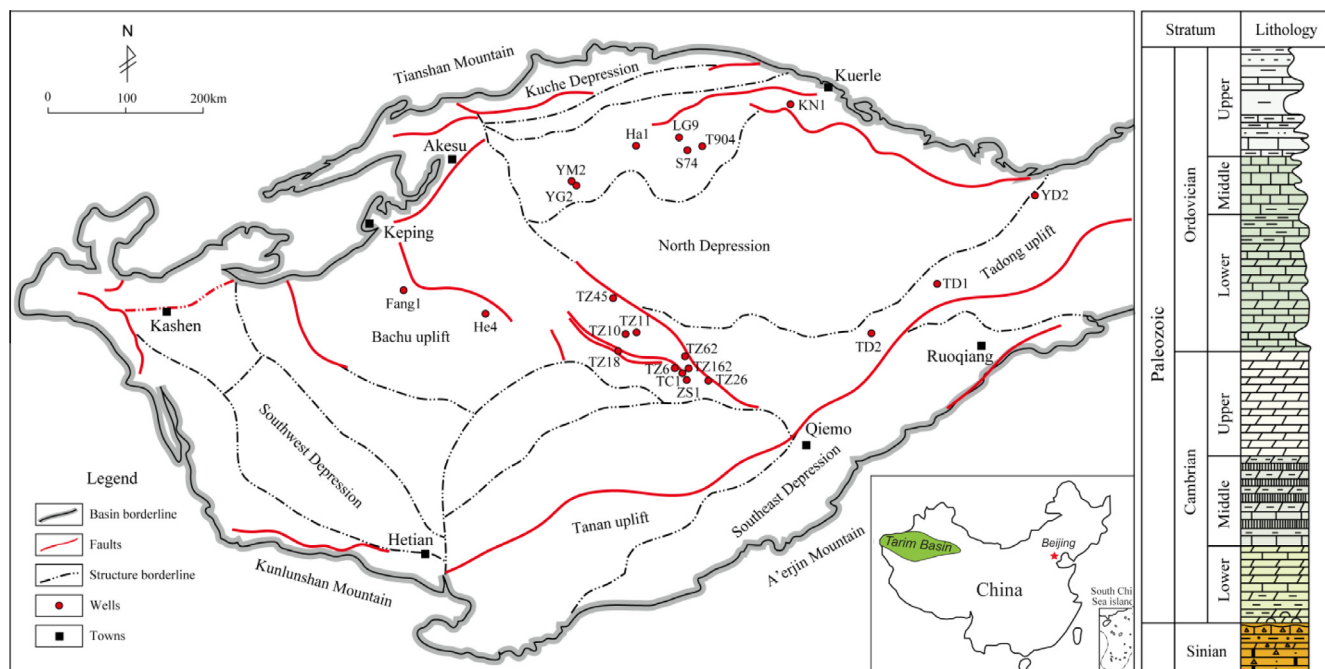 N
0 100 200km
Tianshan Mountain
Kuche Depression
Kuerle
KN1
Akesu
Ha1
LG9
T904
S74
YM2
YG2
YD2
Keping
North Depression
Tadong uplift
Fang1
He4
Kashen
Bachu uplift
TZ45
TD1
TZ10
TZ11
TD2
Ruoqiang
TZ18
TZ62
TZ6
TZ162
TC1
TZ26
ZS1
Southwest Depression
Qiemo
Southeast Depression
Tanan uplift
Hetian
Kunlunshan Mountain
A'erjin Mountain
Legend
Basin borderline
Faults
Structure borderline
Wells
Towns
Tarim Basin
Beijing
China
South Chi
Sea island
Stratum
Lithology
Paleozoic
Ordovician
Upper
Middle
Lower
Cambrian
Upper
Middle
Lower
Sinian